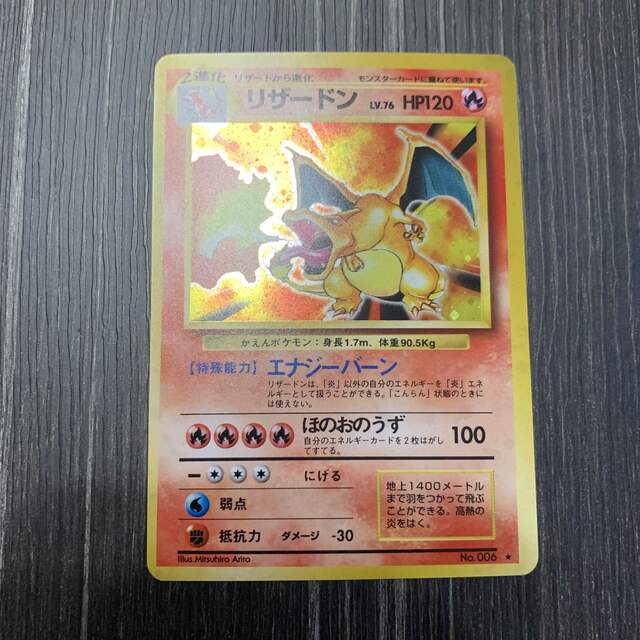 2進化 リザードから進化 モンスターカードに重ねて使います。
リザードン LV.76 HP120
かえんポケモン：身長1.7m、体重90.5Kg
【特殊能力】エナジーバーン
リザードンは、「炎」以外の自分のエネルギーを「炎」エネ
ルギーとして扱うことができる。「こんらん」状態のときに
は使えない。
ほのおのうず 100
自分のエネルギーカードを2枚はが
してすてる。
にげる
弱点
抵抗力 ダメージ -30
地上1400メートル
まで羽をつかって飛ぶ
ことができる。高熱の
炎をはく。
Illus.Mitsuhiro Arita No.006 ★